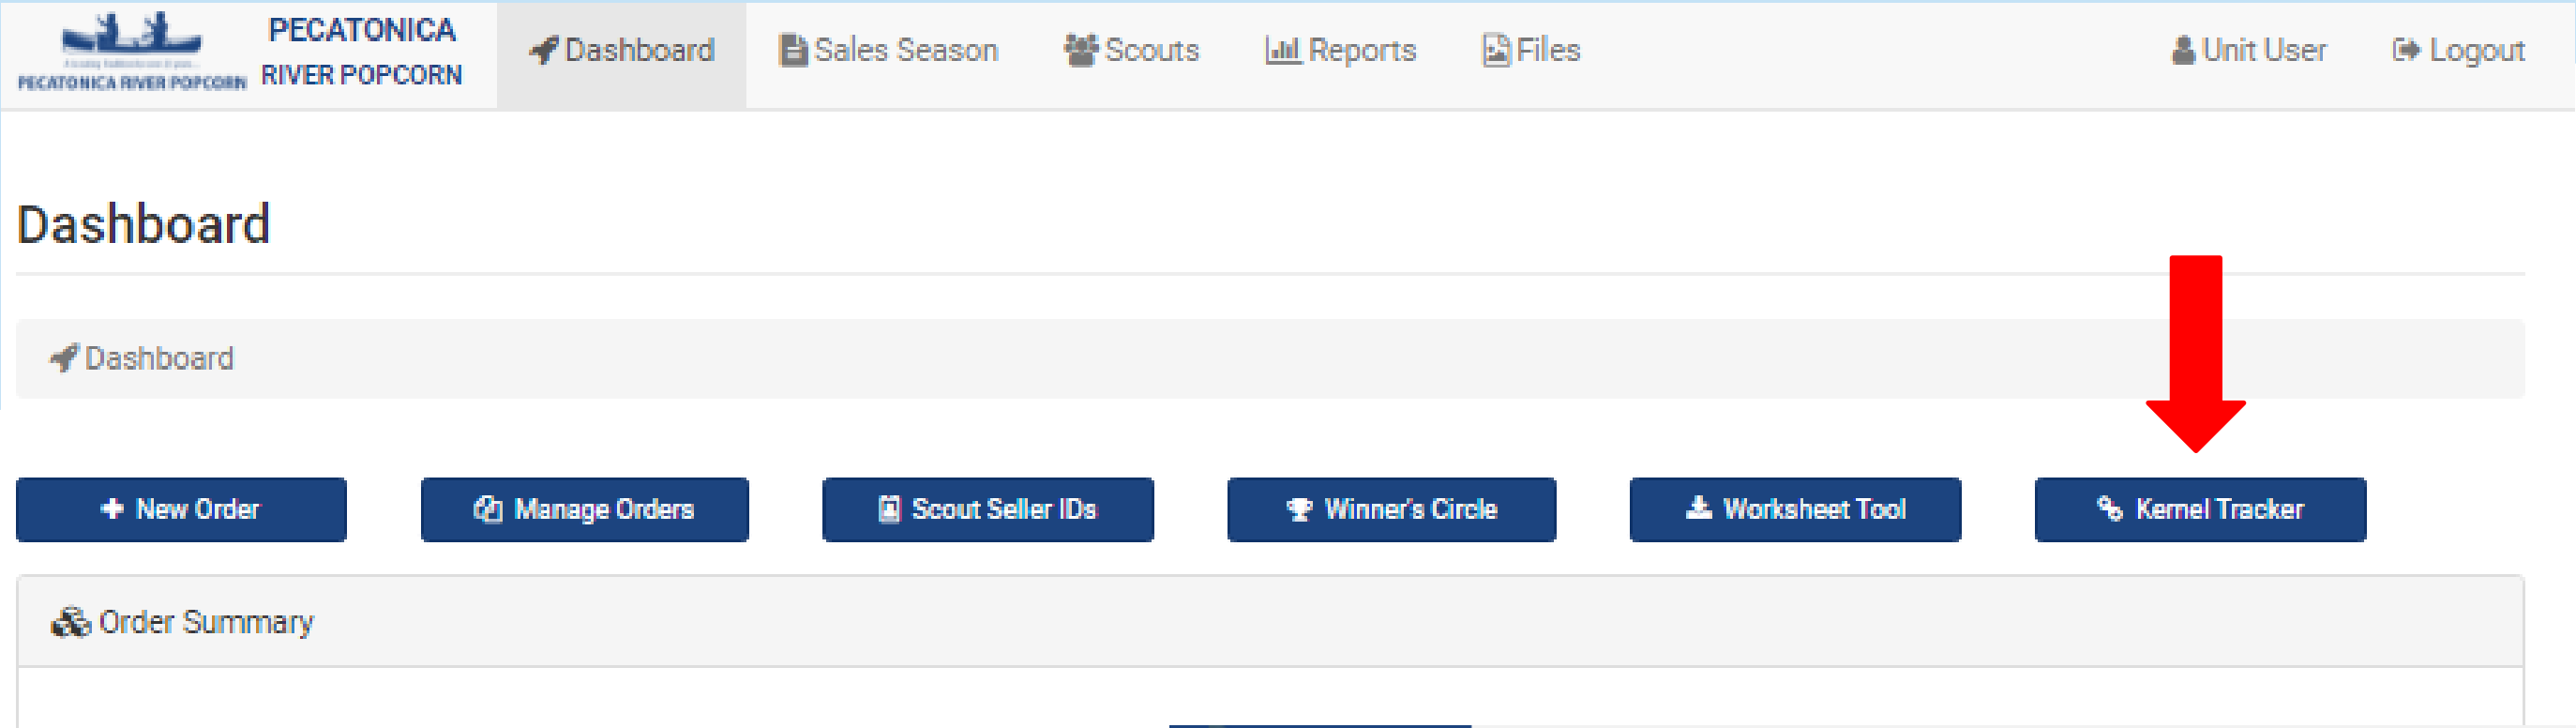 PECATONICA
RIVER POPCORN
PECATONICA RIVER POPCORN
Dashboard
Sales Season
Scouts
Reports
Files
Unit User
Logout
Dashboard
Dashboard
New Order
Manage Orders
Scout Seller IDs
Winner's Circle
Worksheet Tool
Kernel Tracker
Order Summary